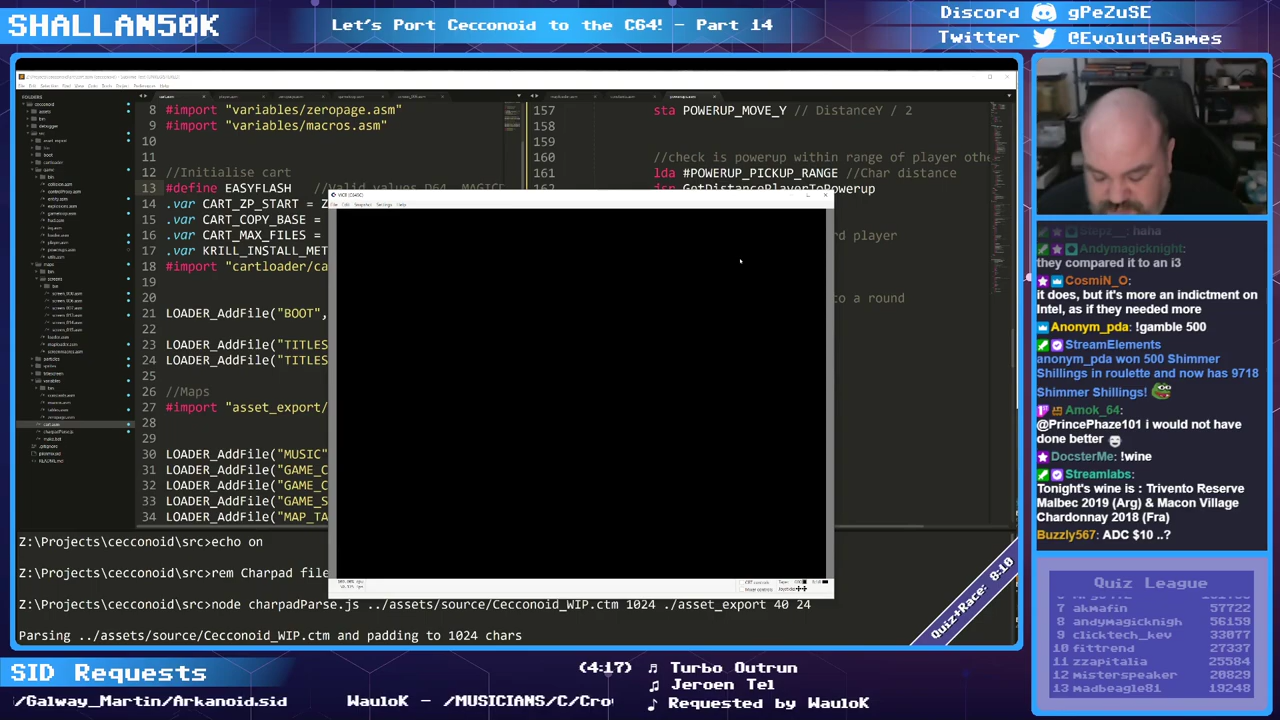 SHALLAN50K
Let's Port Cecconoid to the C64! - Part 14
Discord gPeZuSE
Twitter @EvoluteGames
8 #import "variables/zeropage.asm"
9 #import "variables/macros.asm"
10
11
12 //Initialise cart
13 #define EASYFLASH //Valid values D64, MAGIC
14 .var CART_ZP_START = Z
15 .var CART_COPY_BASE =
16 .var CART_MAX_FILES =
17 .var KRILL_INSTALL_MET
18 #import "cartloader/ca
19
20
21 LOADER_AddFile("BOOT",
22
23 LOADER_AddFile("TITLES
24 LOADER_AddFile("TITLES
25
26 //Maps
27 #import "asset_export/
28
29
30 LOADER_AddFile("MUSIC"
31 LOADER_AddFile("GAME_C
32 LOADER_AddFile("GAME_C
33 LOADER_AddFile("GAME_S
34 LOADER_AddFile("MAP_TA
157 sta POWERUP_MOVE_Y // DistanceY / 2
158
159
160 //check is powerup within range of player othe
161 lda #POWERUP_PICKUP_RANGE //Char distance
162 jsr GetDistancePlayerToPowerup
rd player
to a round
Z:\Projects\cecconoid\src>echo on
Z:\Projects\cecconoid\src>rem Charpad file
Z:\Projects\cecconoid\src>node charpadParse.js ../assets/source/Cecconoid_WIP.ctm 1024 ./asset_export 40 24
Parsing ../assets/source/Cecconoid_WIP.ctm and padding to 1024 chars
Quiz+Race: 8:10
Stepz__: haha
Andymagicknight:
they compared it to an i3
CosmiN_O:
it does, but it's more an indictment on
Intel, as if they needed more
Anonym_pda: !gamble 500
StreamElements
anonym_pda won 500 Shimmer
Shillings in roulette and now has 9718
Shimmer Shillings!
Amok_64:
@PrincePhaze101 i would not have
done better
DocsterMe: !wine
Streamlabs:
Tonight's wine is : Trivento Reserve
Malbec 2019 (Arg) & Macon Village
Chardonnay 2018 (Fra)
Buzzly567: ADC $10 ..?
Quiz League
7 akmafin 57722
8 andymagicknigh 56159
9 clicktech_kev 33077
10 fittrend 27337
11 zzapitalia 25584
12 misterspeaker 20829
13 madbeagle81 19248
SID Requests
/Galway_Martin/Arkanoid.sid WauloK - /MUSICIANS/C/Cro
(4:17) Turbo Outrun
Jeroen Tel
Requested by WauloK